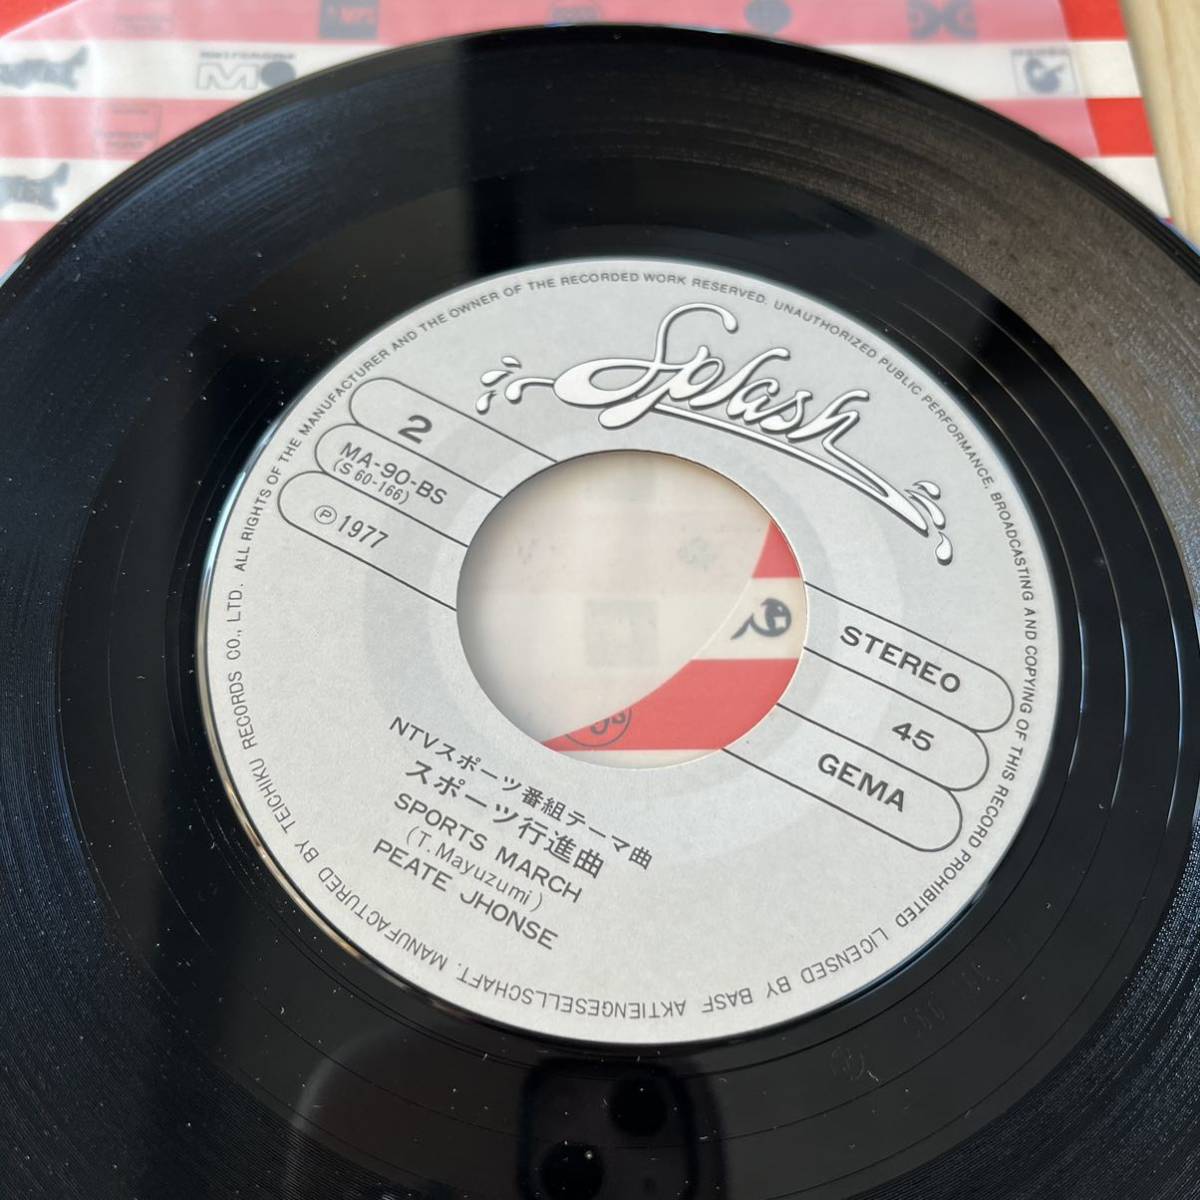 Splash
2
MA-90-BS
(S 60-166)
Ⓟ 1977
STEREO
45
GEMA
NTVスポーツ番組テーマ曲
スポーツ行進曲
SPORTS MARCH
(T. Mayuzumi)
PEATE JHONSE
ALL RIGHTS OF THE MANUFACTURER AND THE OWNER OF THE RECORDED WORK RESERVED. UNAUTHORIZED PUBLIC PERFORMANCE, BROADCASTING AND COPYING OF THIS RECORD PROHIBITED LICENSED BY BASF AKTIENGESELLSCHAFT. MANUFACTURED BY TEICHIKU RECORDS CO., LTD.